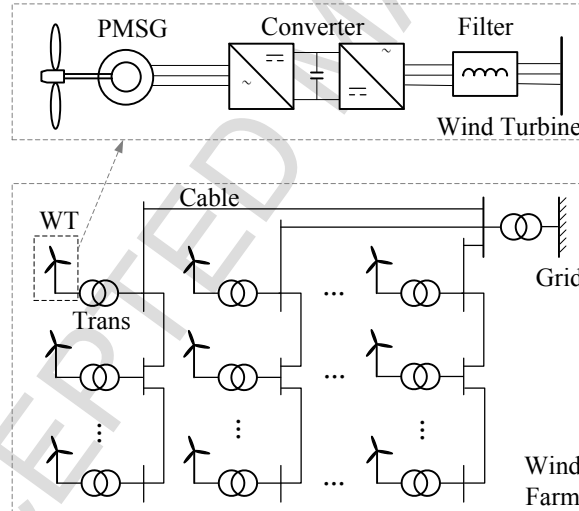 PMSG
Converter
Filter
Wind Turbine
WT
Cable
Trans
Grid
Wind
Farm